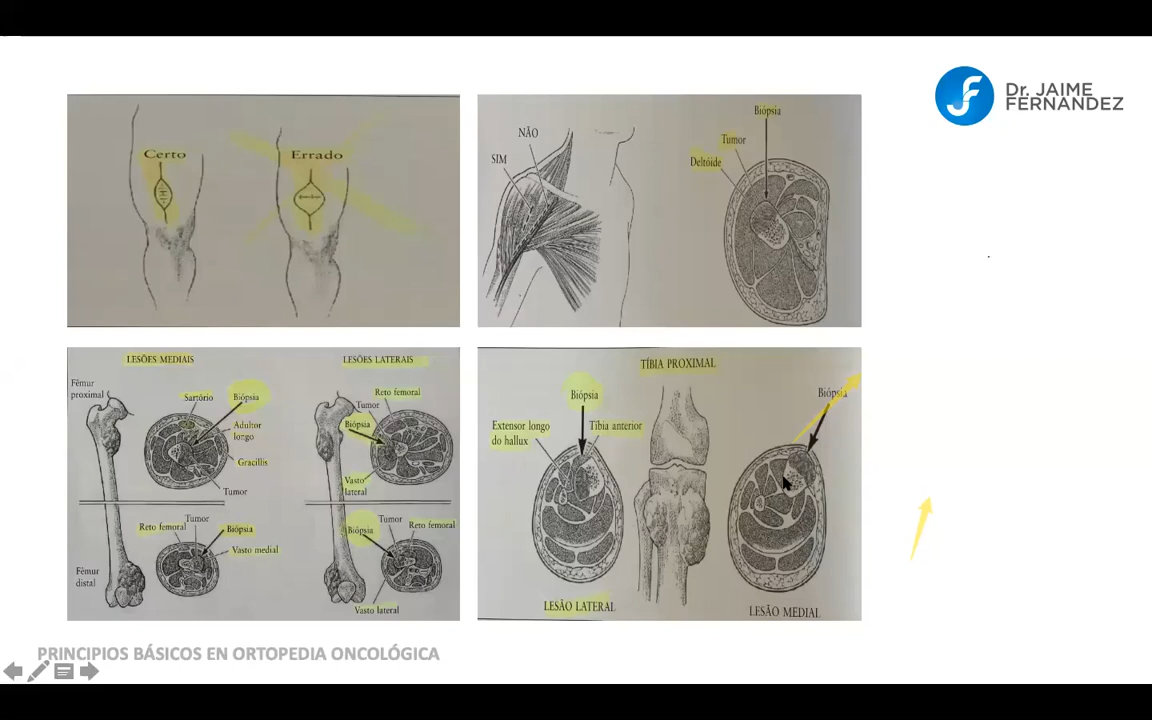 Dr. JAIME
FERNANDEZ
Certo
Errado
NÃO
SIM
Biópsia
Tumor
Deltóide
LESÕES MEDIAIS
LESÕES LATERAIS
Fêmur
proximal
Sartório
Biópsia
Adultor
longo
Gracillis
Tumor
Reto femoral
Tumor
Biópsia
Vasto
lateral
Reto femoral
Tumor
Biópsia
Vasto medial
Fêmur
distal
Biópsia
Tumor
Reto femoral
Vasto lateral
TÍBIA PROXIMAL
Biópsia
Extensor longo
do hallux
Tibia anterior
Biópsia
LESÃO LATERAL
LESÃO MEDIAL
PRINCIPIOS BÁSICOS EN ORTOPEDIA ONCOLÓGICA